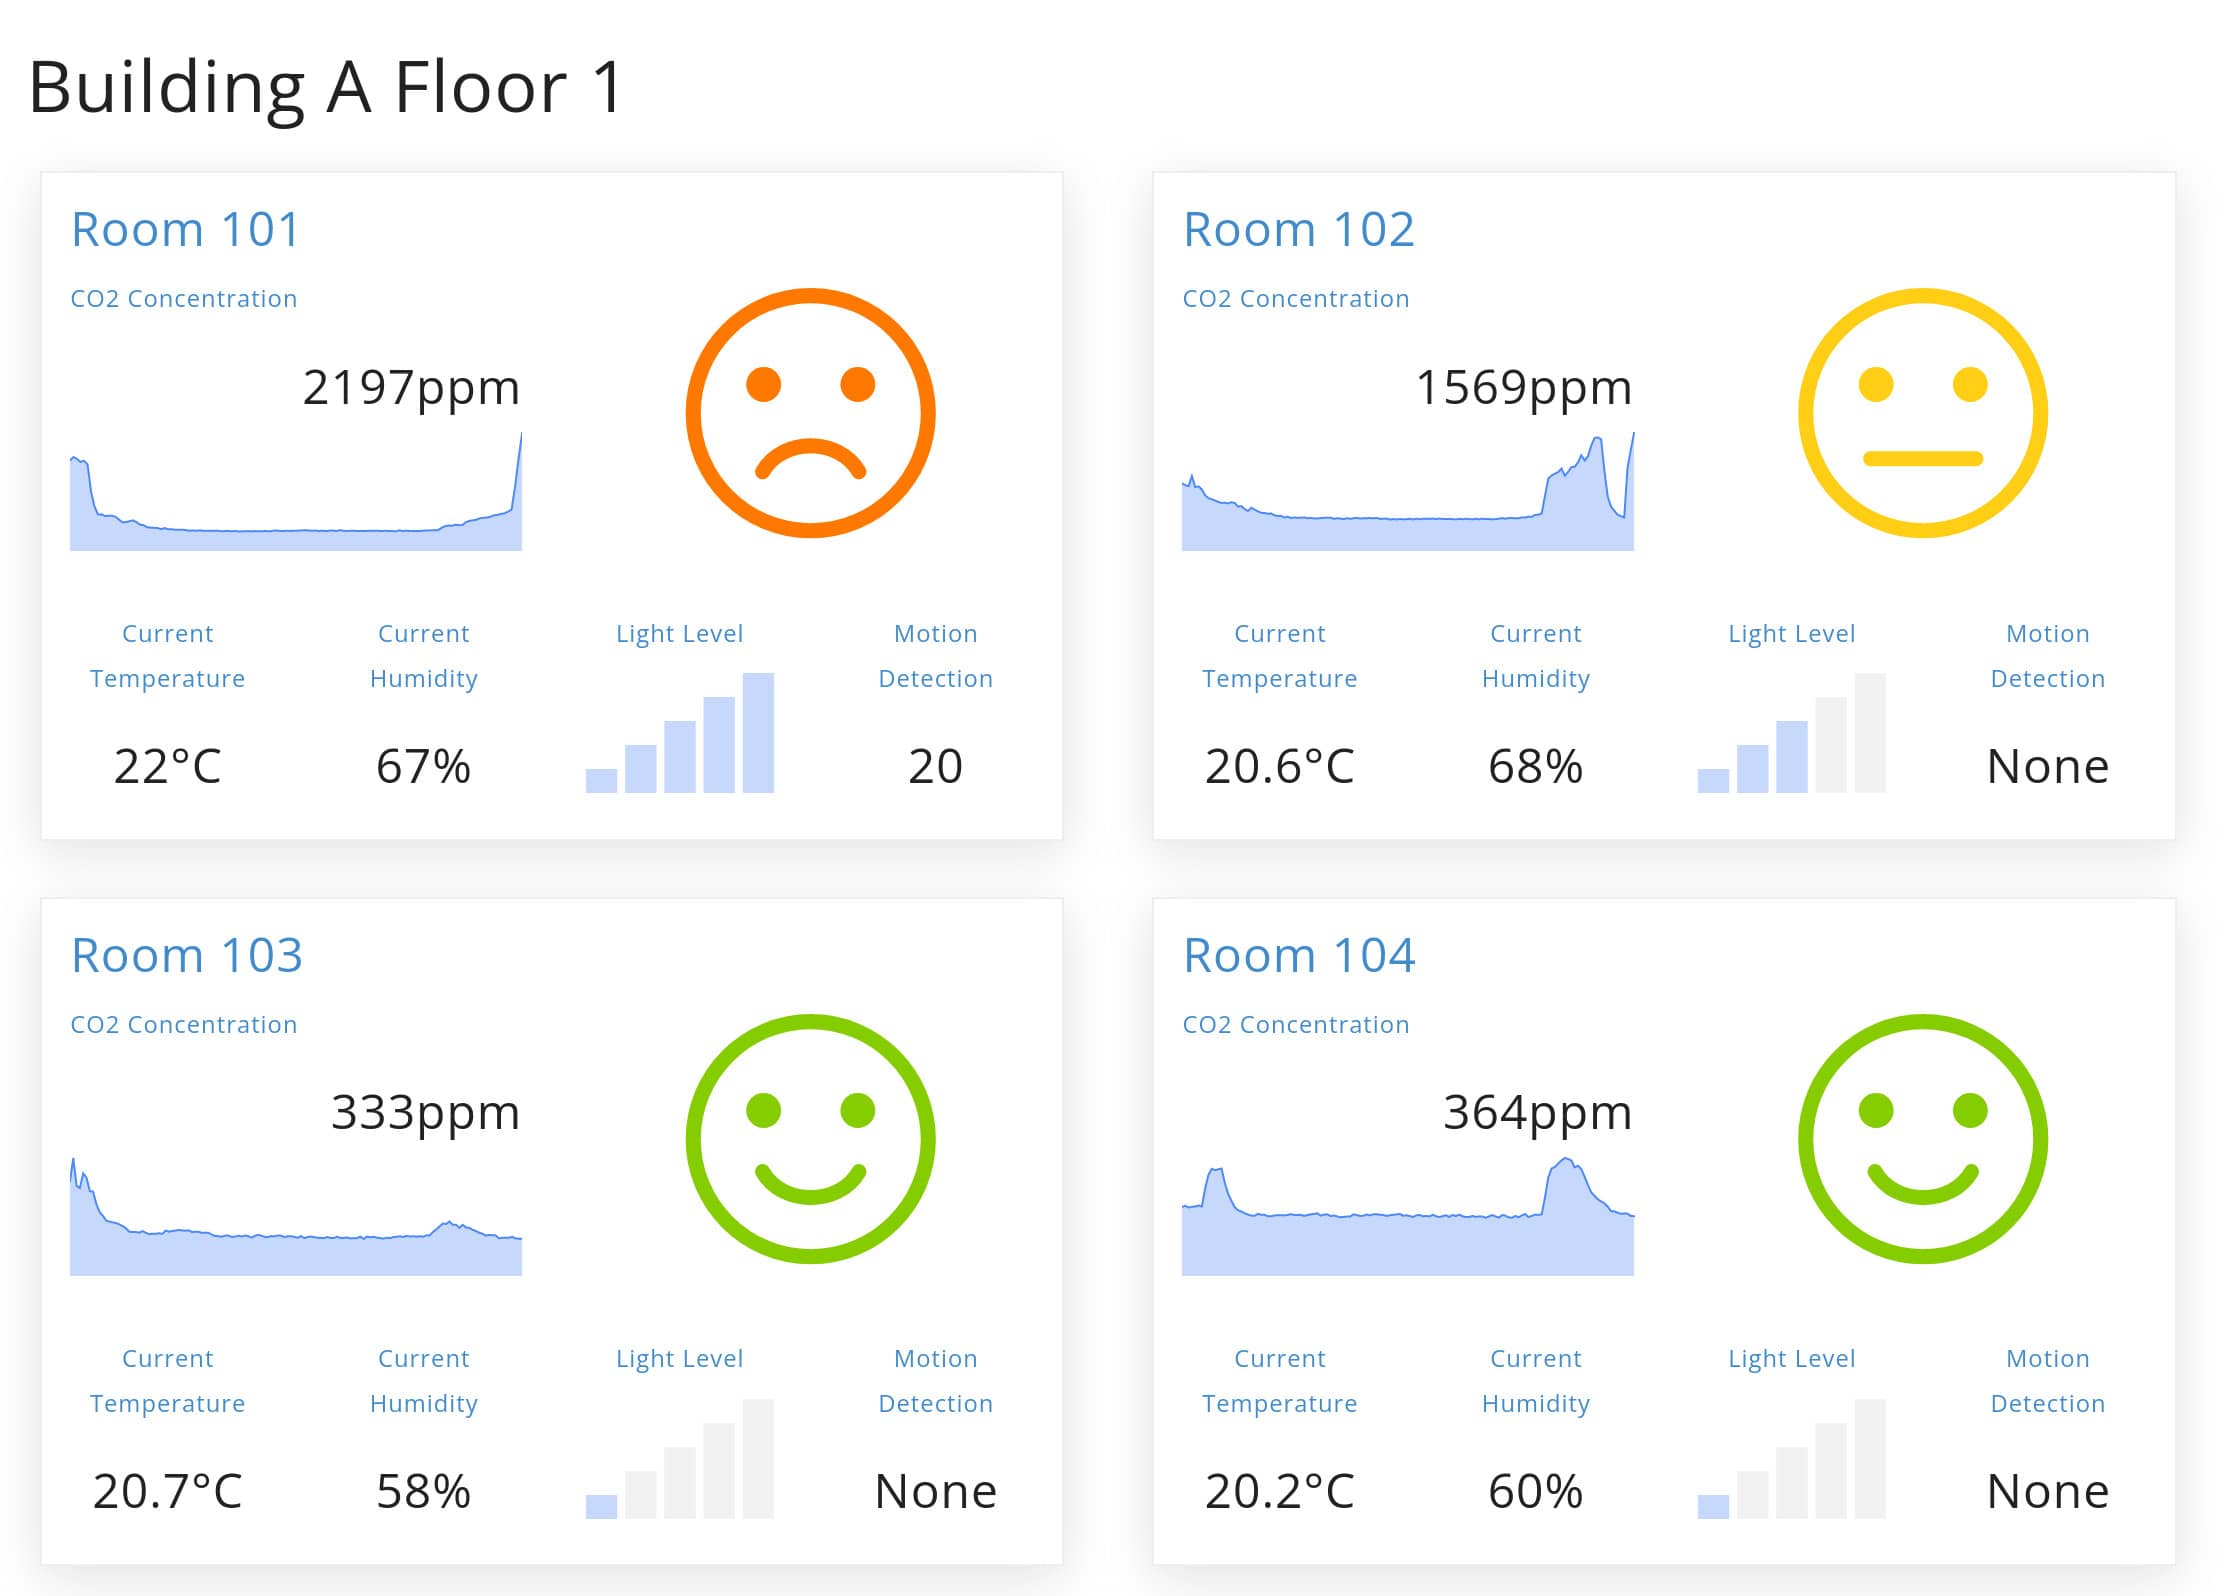 Building A Floor 1
Room 101
CO2 Concentration
2197ppm
Current
Temperature
22°C
Current
Humidity
67%
Light Level
Motion
Detection
20
Room 102
CO2 Concentration
1569ppm
Current
Temperature
20.6°C
Current
Humidity
68%
Light Level
Motion
Detection
None
Room 103
CO2 Concentration
333ppm
Current
Temperature
20.7°C
Current
Humidity
58%
Light Level
Motion
Detection
None
Room 104
CO2 Concentration
364ppm
Current
Temperature
20.2°C
Current
Humidity
60%
Light Level
Motion
Detection
None